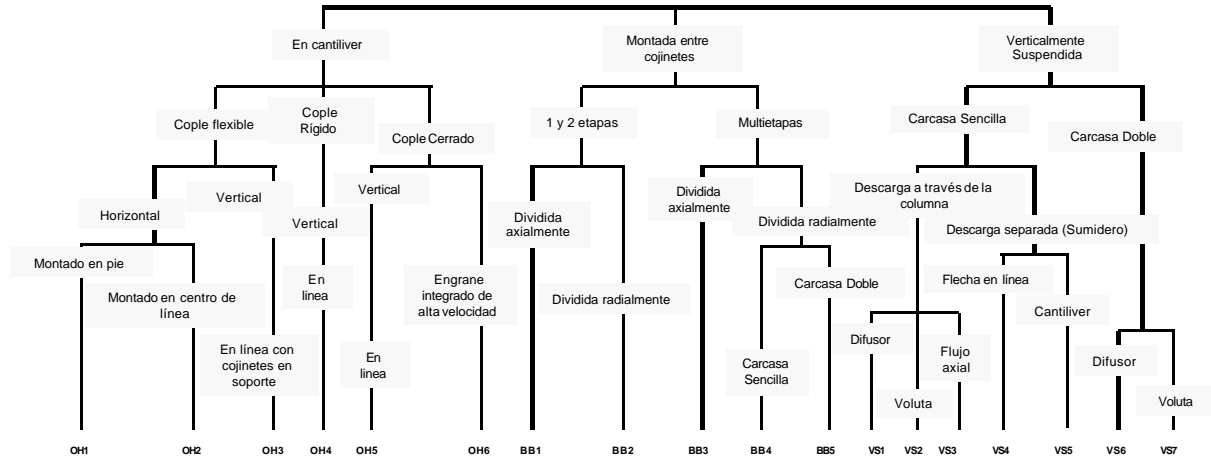 En cantiliver
Montada entre
cojinetes
Verticalmente
Suspendida
Cople flexible
Cople
Rígido
Cople Cerrado
1 y 2 etapas
Multietapas
Carcasa Sencilla
Carcasa Doble
Horizontal
Vertical
Vertical
Vertical
Dividida
axialmente
Dividida radialmente
Dividida
axialmente
Dividida radialmente
Descarga a través de la
columna
Descarga separada (Sumidero)
Montado en pie
Montado en centro de
línea
En línea con
cojinetes en
soporte
En
linea
En
linea
Engrane
integrado de
alta velocidad
Carcasa
Sencilla
Carcasa Doble
Difusor
Voluta
Flujo
axial
Flecha en línea
Cantiliver
Difusor
Voluta
OH1
OH2
OH3
OH4
OH5
OH6
BB1
BB2
BB3
BB4
BB5
VS1
VS2
VS3
VS4
VS5
VS6
VS7